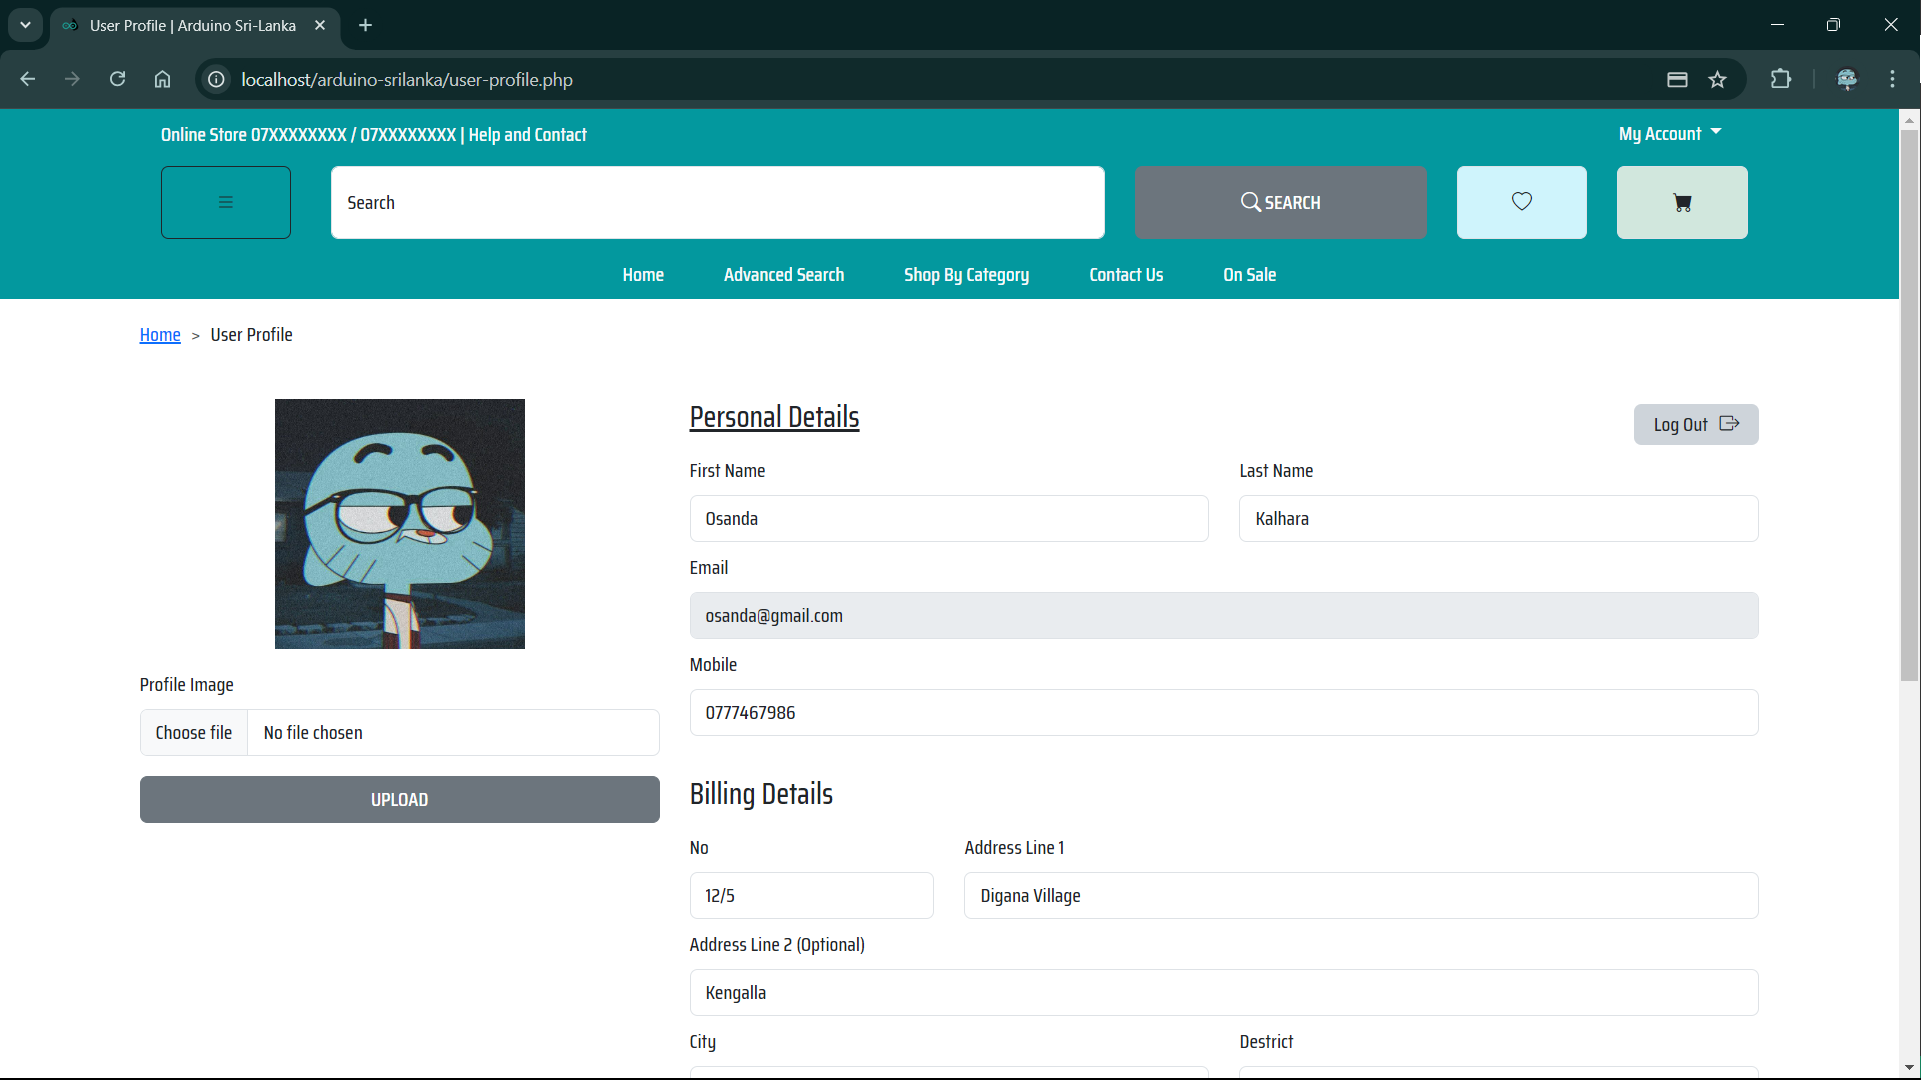 User Profile | Arduino Sri-Lanka
localhost/arduino-srilanka/user-profile.php
Online Store 07XXXXXXXX / 07XXXXXXXX | Help and Contact
My Account
Search
SEARCH
Home Advanced Search Shop By Category Contact Us On Sale
Home > User Profile
Personal Details
Log Out
First Name Last Name
Osanda Kalhara
Email
osanda@gmail.com
Mobile
0777467986
Profile Image
Choose file No file chosen
UPLOAD
Billing Details
No Address Line 1
12/5 Digana Village
Address Line 2 (Optional)
Kengalla
City Destrict